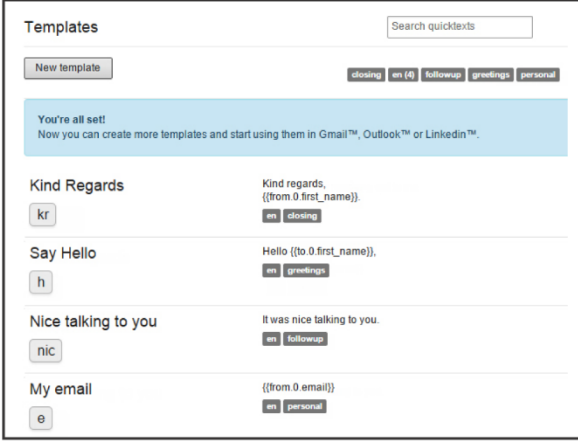 Templates
Search quicktexts
New template
closing en (4) followup greetings personal
You're all set!
Now you can create more templates and start using them in Gmail™, Outlook™ or Linkedin™.
Kind Regards
kr
Kind regards,
{{from.0.first_name}}.
en closing
Say Hello
h
Hello {{to.0.first_name}},
en greetings
Nice talking to you
nic
It was nice talking to you.
en followup
My email
e
{{from.0.email}}
en personal